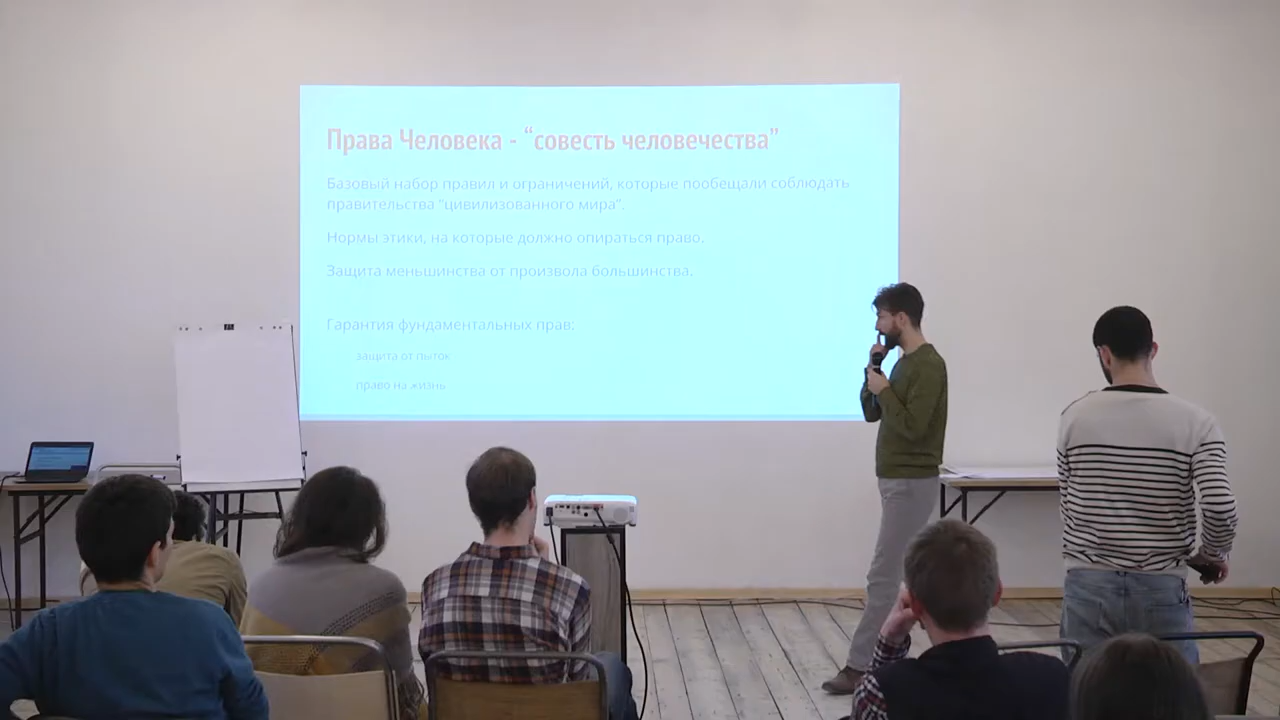 Права Человека - “совесть человечества”
Базовый набор правил и ограничений, которые пообещали соблюдать
правительства “цивилизованного мира”.
Нормы этики, на которые должно опираться право.
Защита меньшинства от произвола большинства.
Гарантия фундаментальных прав:
защита от пыток
право на жизнь